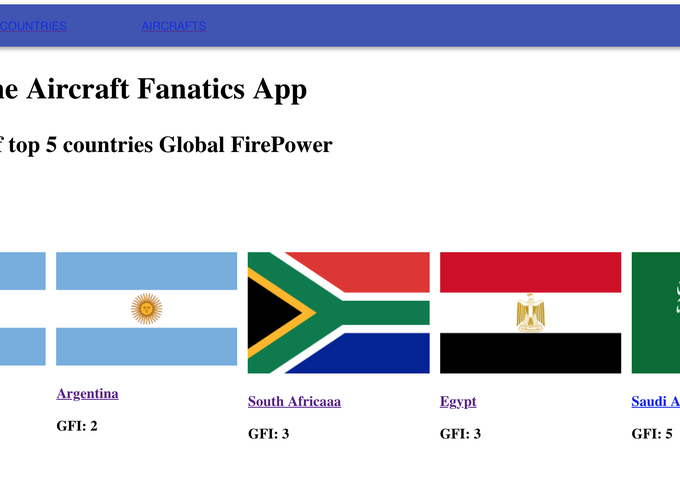 COUNTRIES AIRCRAFTS
Aircraft Fanatics App
top 5 countries Global FirePower
Argentina
GFI: 2
South Africaaa
GFI: 3
Egypt
GFI: 3
Saudi
GFI: 5